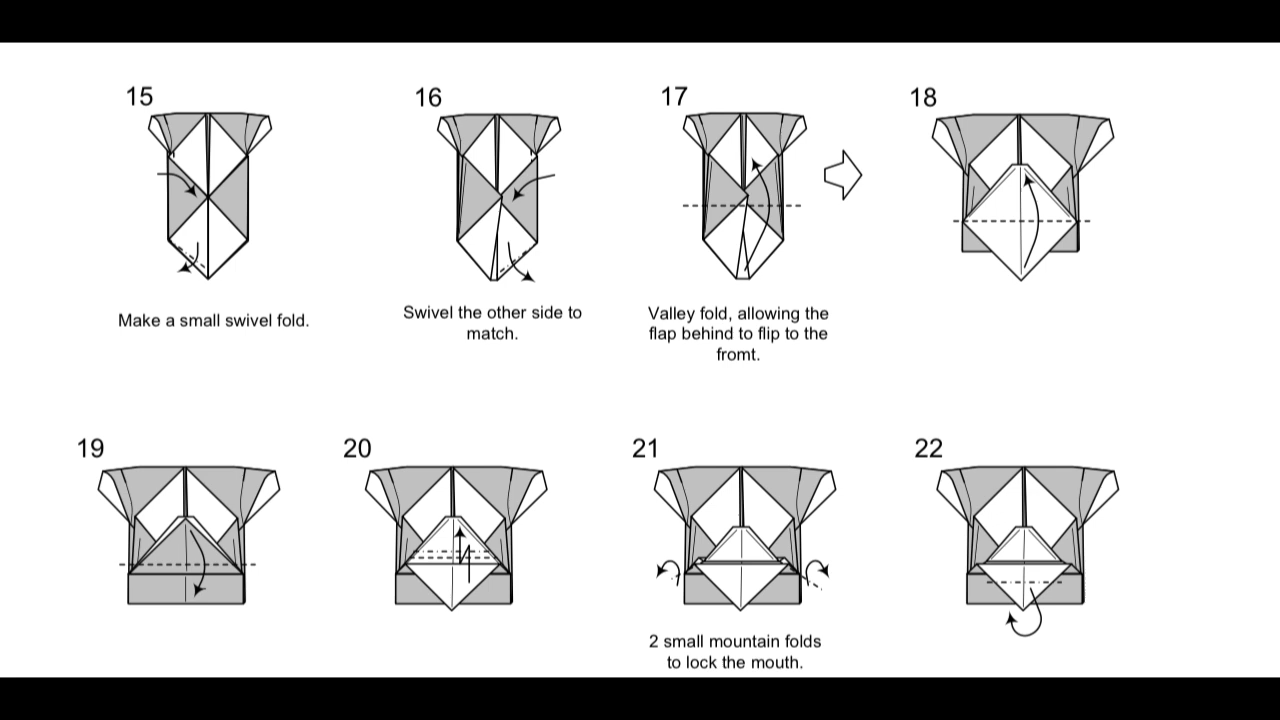 15
16
17
18
Make a small swivel fold.
Swivel the other side to
match.
Valley fold, allowing the
flap behind to flip to the
fromt.
19
20
21
22
2 small mountain folds
to lock the mouth.